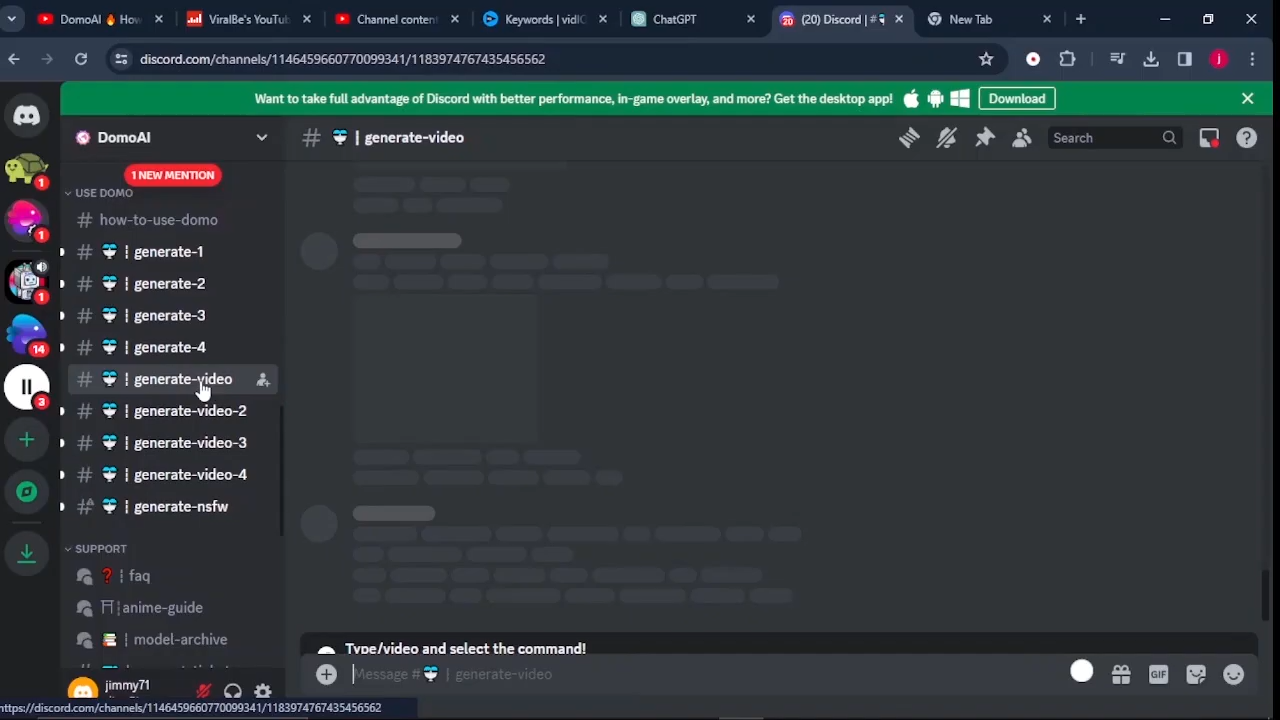 DomoAI 🔥 How
ViralBe's YouTub
Channel conten
Keywords | vidIC
ChatGPT
20
(20) Discord | #
New Tab
discord.com/channels/1146459660770099341/1183974767435456562
j
Want to take full advantage of Discord with better performance, in-game overlay, and more? Get the desktop app!
Download
DomoAI
# | generate-video
Search
1 NEW MENTION
USE DOMO
# how-to-use-domo
# | generate-1
# | generate-2
# | generate-3
# | generate-4
# | generate-video
# | generate-video-2
# | generate-video-3
# | generate-video-4
# | generate-nsfw
SUPPORT
❓ | faq
anime-guide
| model-archive
1
1
1
14
3
Type/video and select the command!
Message # | generate-video
GIF
jimmy71
https://discord.com/channels/1146459660770099341/1183974767435456562